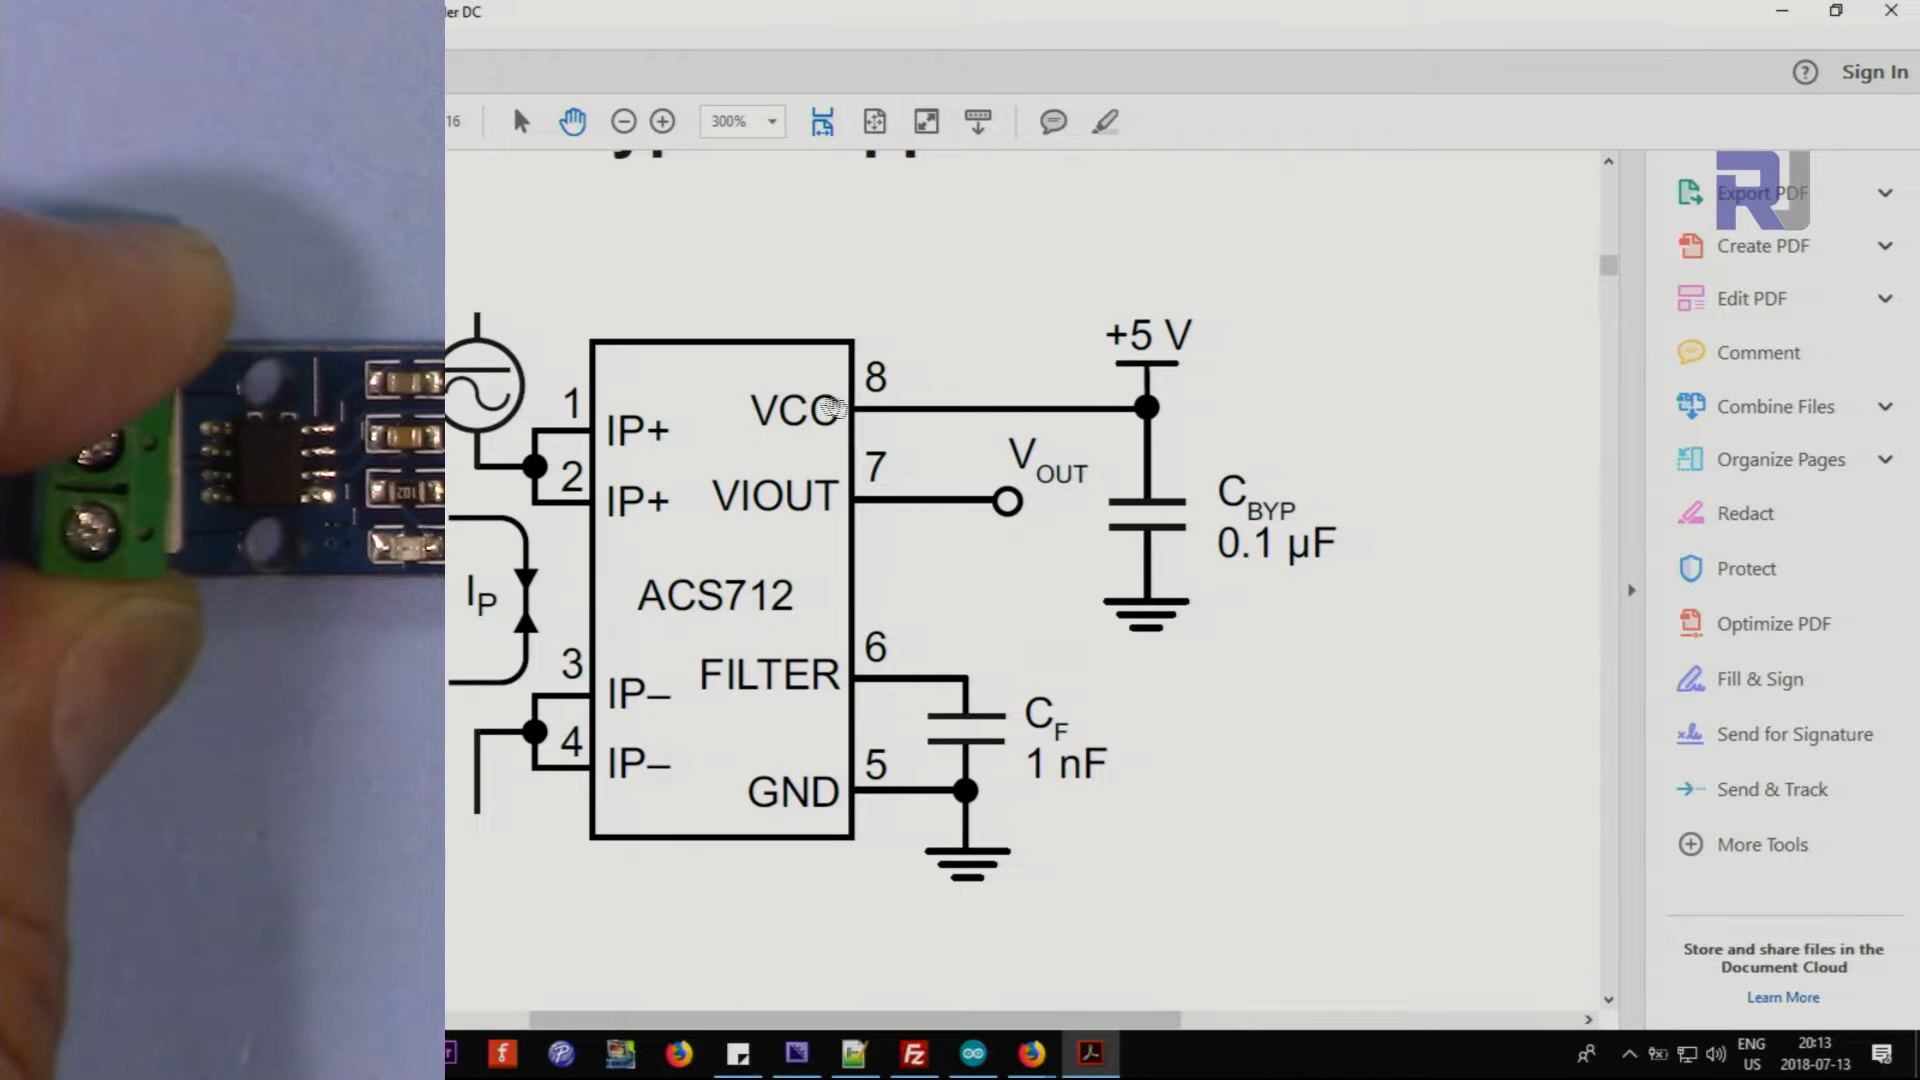 ler DC
Sign In
16
300%
RJ
Export PDF
Create PDF
Edit PDF
Comment
Combine Files
Organize Pages
Redact
Protect
Optimize PDF
Fill & Sign
Send for Signature
Send & Track
More Tools
Store and share files in the
Document Cloud
Learn More
+5 V
1
IP+
VCC
8
2
IP+
VIOUT
7
VOUT
CBYP
0.1 µF
IP
ACS712
3
IP–
FILTER
6
CF
1 nF
4
IP–
GND
5
102
ENG
US
20:13
2018-07-13